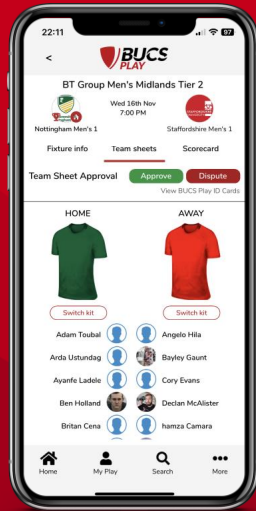 22:11
97
<
BUCS
PLAY
BT Group Men's Midlands Tier 2
Wed 16th Nov
7:00 PM
Nottingham Men's 1
Staffordshire Men's 1
Fixture info Team sheets Scorecard
Team Sheet Approval Approve Dispute
View BUCS Play ID Cards
HOME AWAY
Switch kit Switch kit
Adam Toubal Angelo Hila
Arda Ustundag Bayley Gaunt
Ayanfe Ladele Cory Evans
Ben Holland Declan McAlister
Britan Cena hamza Camara
Home My Play Search More